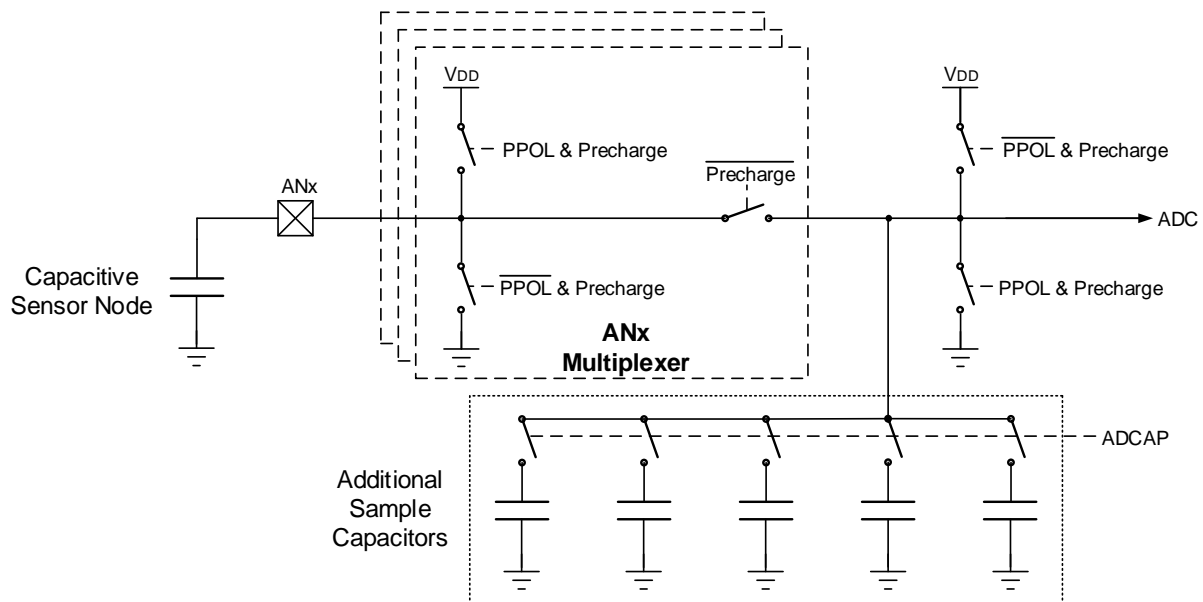 VDD
VDD
PPOL & Precharge
PPOL & Precharge
Precharge
ANx
ADC
Capacitive
Sensor Node
PPOL & Precharge
PPOL & Precharge
ANx
Multiplexer
ADCAP
Additional
Sample
Capacitors